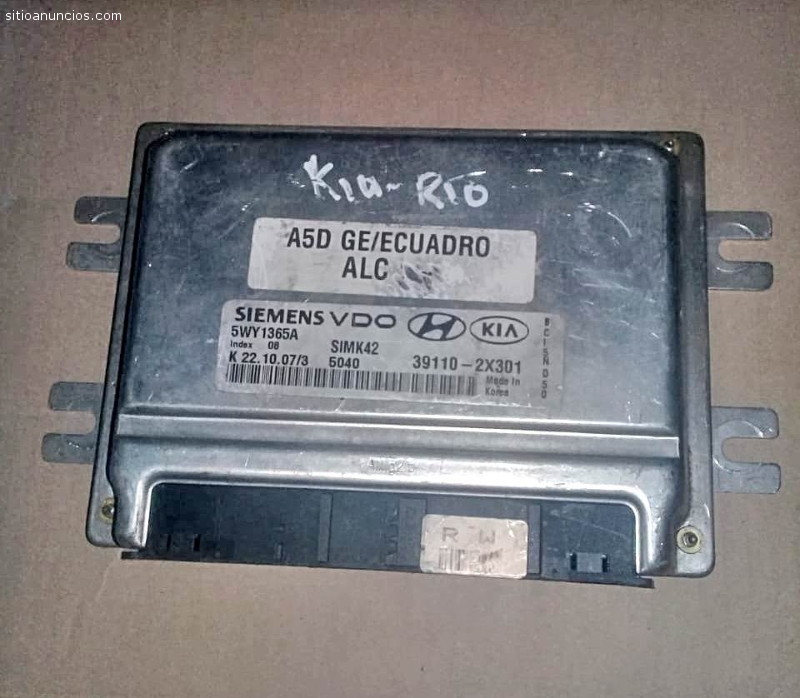 sitioanuncios.com
Kia-RIO
A5D GE/ECUADRO
ALC
SIEMENS VDO HYUNDAI KIA
5WY1365A
Index 08 SIMK42
K 22.10.07/3 5040 39110-2X301
Made In
Korea
R W